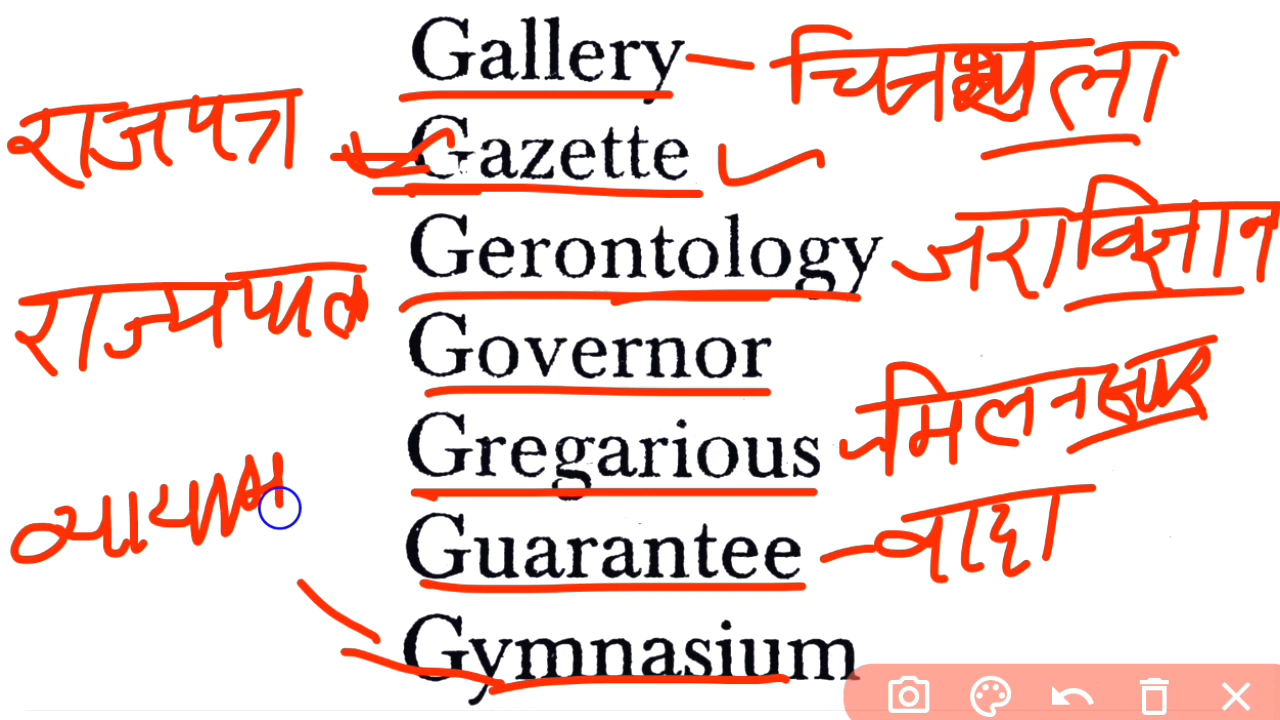 Gallery – चित्रशाला
राजपत्र Gazette
Gerontology जराविज्ञान
राज्यपाल Governor
Gregarious मिलनसार
Guarantee – वादा
व्यायाम Gymnasium